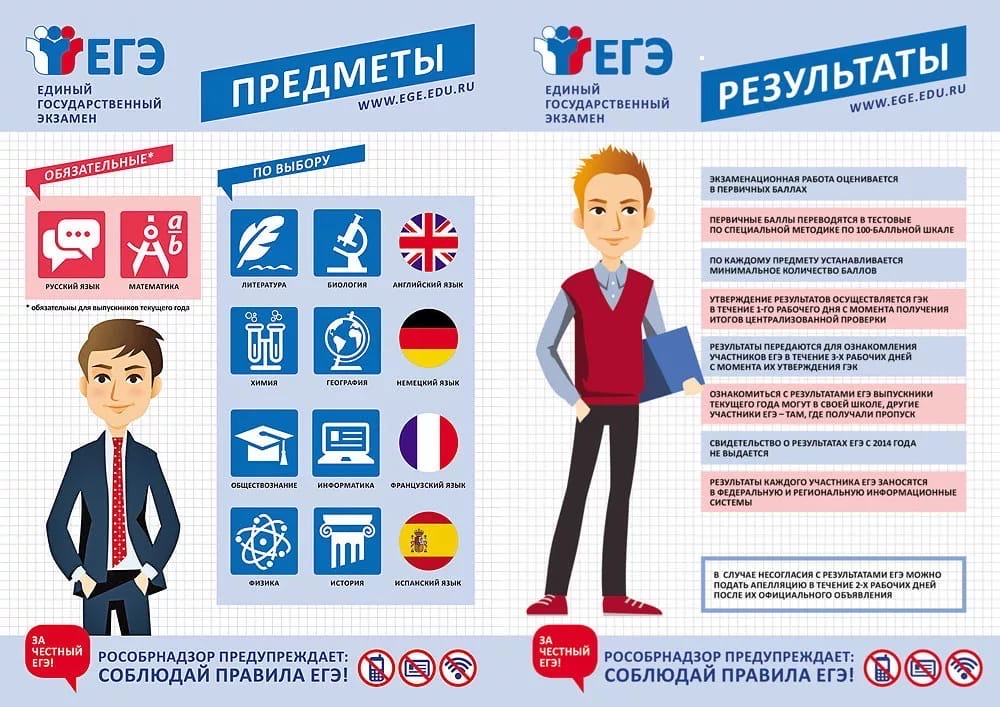 ЕГЭ
ЕДИНЫЙ
ГОСУДАРСТВЕННЫЙ
ЭКЗАМЕН
ПРЕДМЕТЫ
WWW.EGE.EDU.RU
ОБЯЗАТЕЛЬНЫЕ*
a
b
РУССКИЙ ЯЗЫК
МАТЕМАТИКА
* обязательны для выпускников текущего года
ПО ВЫБОРУ
ЛИТЕРАТУРА
БИОЛОГИЯ
АНГЛИЙСКИЙ ЯЗЫК
ХИМИЯ
ГЕОГРАФИЯ
НЕМЕЦКИЙ ЯЗЫК
ОБЩЕСТВОЗНАНИЕ
ИНФОРМАТИКА
ФРАНЦУЗСКИЙ ЯЗЫК
ФИЗИКА
ИСТОРИЯ
ИСПАНСКИЙ ЯЗЫК
ЗА
ЧЕСТНЫЙ
ЕГЭ!
РОСОБРНАДЗОР ПРЕДУПРЕЖДАЕТ:
СОБЛЮДАЙ ПРАВИЛА ЕГЭ!
ЕГЭ
ЕДИНЫЙ
ГОСУДАРСТВЕННЫЙ
ЭКЗАМЕН
РЕЗУЛЬТАТЫ
WWW.EGE.EDU.RU
ЭКЗАМЕНАЦИОННАЯ РАБОТА ОЦЕНИВАЕТСЯ
В ПЕРВИЧНЫХ БАЛЛАХ
ПЕРВИЧНЫЕ БАЛЛЫ ПЕРЕВОДЯТСЯ В ТЕСТОВЫЕ
ПО СПЕЦИАЛЬНОЙ МЕТОДИКЕ ПО 100-БАЛЛЬНОЙ ШКАЛЕ
ПО КАЖДОМУ ПРЕДМЕТУ УСТАНАВЛИВАЕТСЯ
МИНИМАЛЬНОЕ КОЛИЧЕСТВО БАЛЛОВ
УТВЕРЖДЕНИЕ РЕЗУЛЬТАТОВ ОСУЩЕСТВЛЯЕТСЯ ГЭК
В ТЕЧЕНИЕ 1-ГО РАБОЧЕГО ДНЯ С МОМЕНТА ПОЛУЧЕНИЯ
ИТОГОВ ЦЕНТРАЛИЗОВАННОЙ ПРОВЕРКИ
РЕЗУЛЬТАТЫ ПЕРЕДАЮТСЯ ДЛЯ ОЗНАКОМЛЕНИЯ
УЧАСТНИКОВ ЕГЭ В ТЕЧЕНИЕ 3-Х РАБОЧИХ ДНЕЙ
С МОМЕНТА ИХ УТВЕРЖДЕНИЯ ГЭК
ОЗНАКОМИТЬСЯ С РЕЗУЛЬТАТАМИ ЕГЭ ВЫПУСКНИКИ
ТЕКУЩЕГО ГОДА МОГУТ В СВОЕЙ ШКОЛЕ, ДРУГИЕ
УЧАСТНИКИ ЕГЭ – ТАМ, ГДЕ ПОЛУЧАЛИ ПРОПУСК
СВИДЕТЕЛЬСТВО О РЕЗУЛЬТАТАХ ЕГЭ С 2014 ГОДА
НЕ ВЫДАЕТСЯ
РЕЗУЛЬТАТЫ КАЖДОГО УЧАСТНИКА ЕГЭ ЗАНОСЯТСЯ
В ФЕДЕРАЛЬНУЮ И РЕГИОНАЛЬНУЮ ИНФОРМАЦИОННЫЕ
СИСТЕМЫ
В СЛУЧАЕ НЕСОГЛАСИЯ С РЕЗУЛЬТАТАМИ ЕГЭ МОЖНО
ПОДАТЬ АПЕЛЛЯЦИЮ В ТЕЧЕНИЕ 2-Х РАБОЧИХ ДНЕЙ
ПОСЛЕ ИХ ОФИЦИАЛЬНОГО ОБЪЯВЛЕНИЯ
ЗА
ЧЕСТНЫЙ
ЕГЭ!
РОСОБРНАДЗОР ПРЕДУПРЕЖДАЕТ:
СОБЛЮДАЙ ПРАВИЛА ЕГЭ!